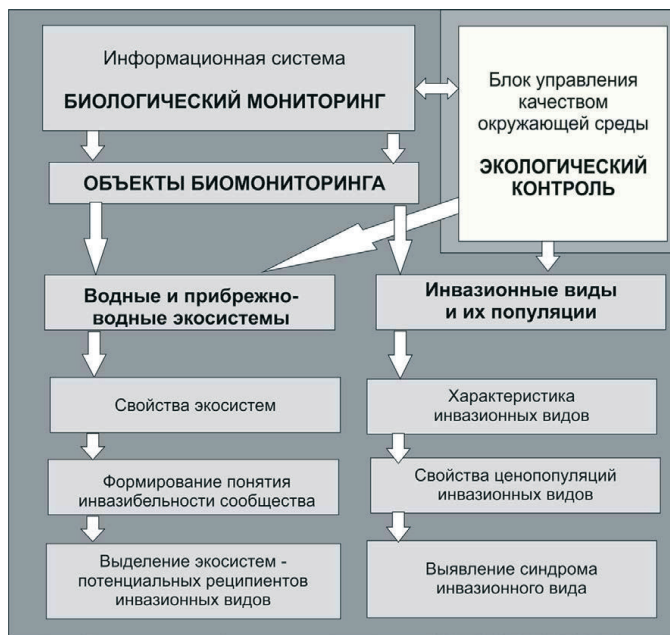 Информационная система
БИОЛОГИЧЕСКИЙ МОНИТОРИНГ
Блок управления
качеством
окружающей среды
ЭКОЛОГИЧЕСКИЙ
КОНТРОЛЬ
ОБЪЕКТЫ БИОМОНИТОРИНГА
Водные и прибрежно-
водные экосистемы
Инвазионные виды
и их популяции
Свойства экосистем
Характеристика
инвазионных видов
Формирование понятия
инвазибельности сообщества
Свойства ценопопуляций
инвазионных видов
Выделение экосистем -
потенциальных реципиентов
инвазионных видов
Выявление синдрома
инвазионного вида